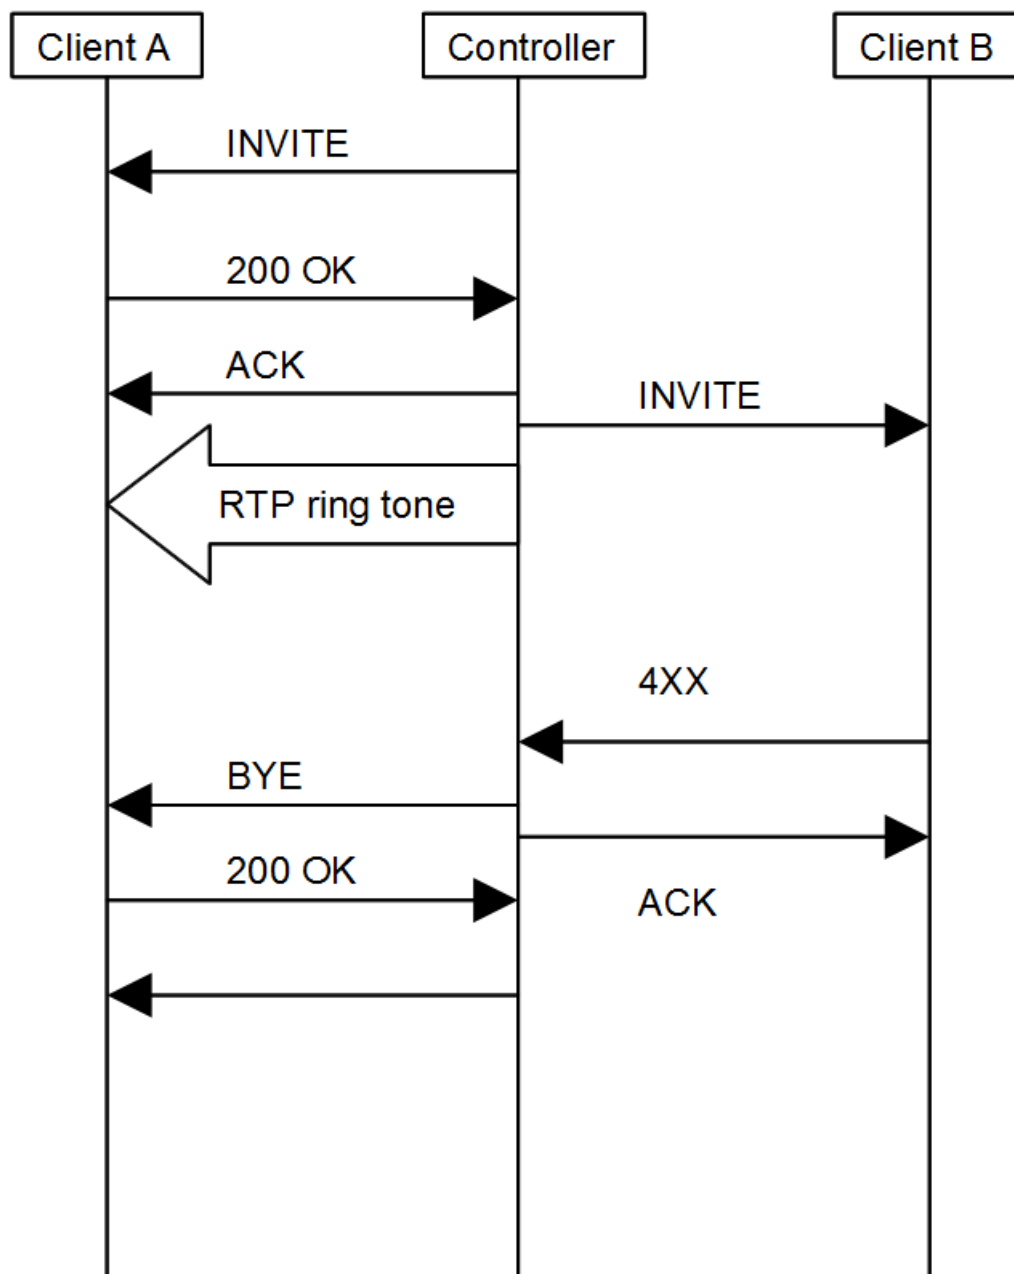 Client A
Controller
Client B
INVITE
200 OK
ACK
INVITE
RTP ring tone
4XX
BYE
200 OK
ACK